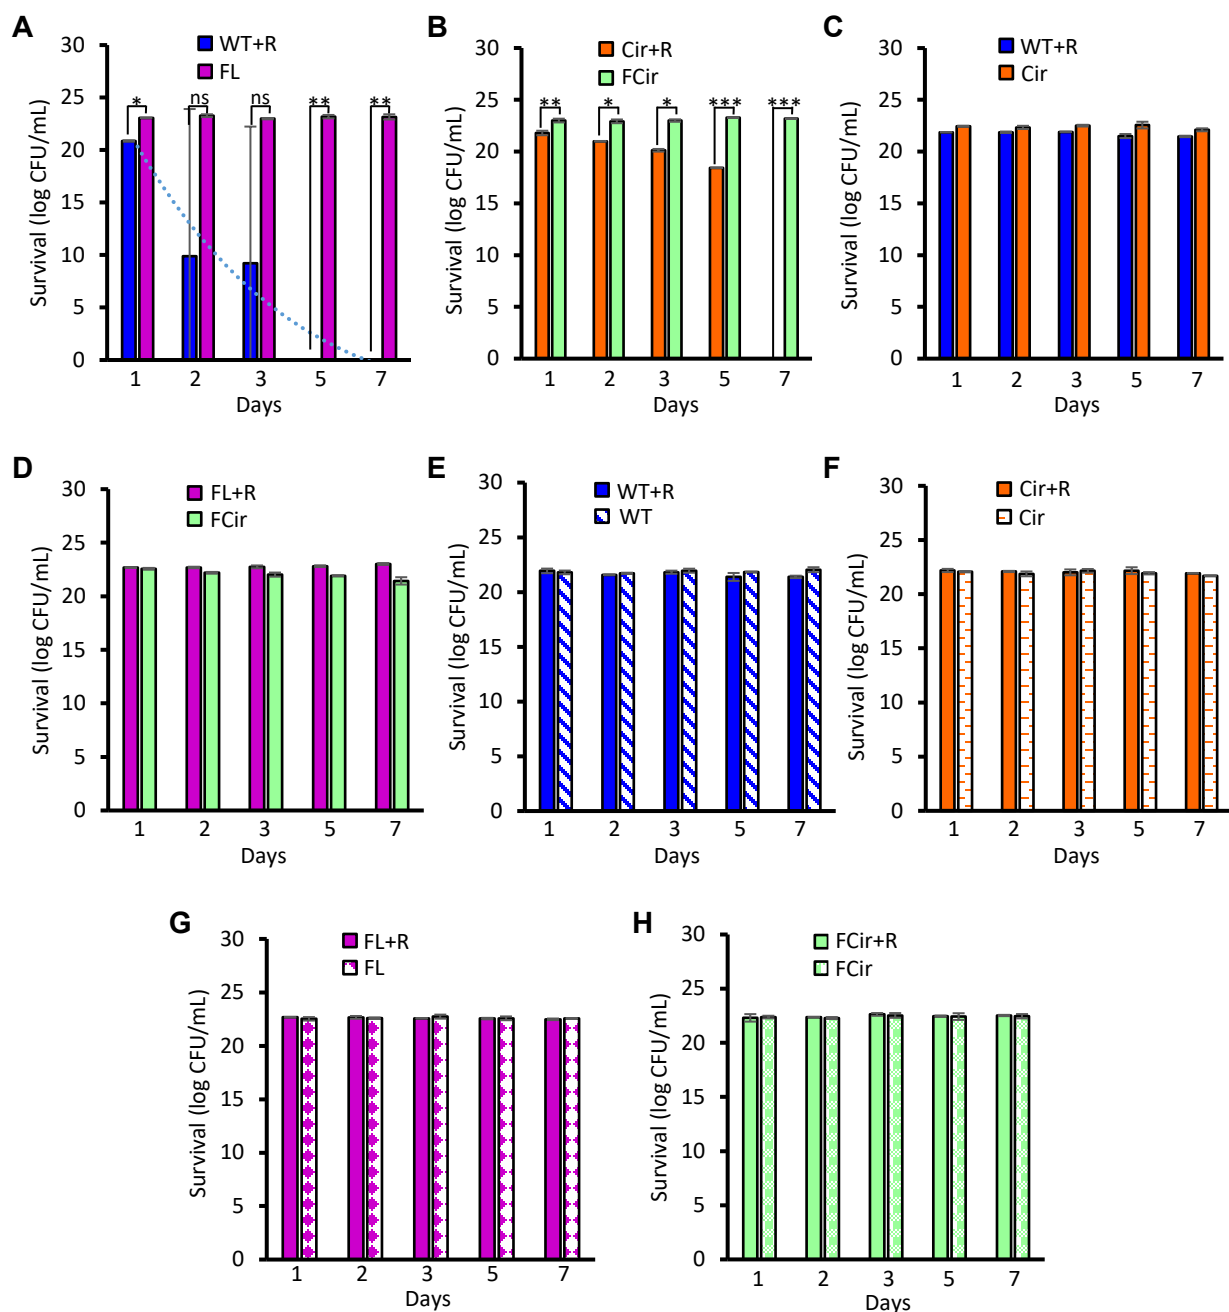 A
WT+R
FL
Survival (log CFU/mL)
30
25
20
15
10
5
0
* ns ns ** **
1 2 3 5 7
Days
B
Cir+R
FCir
Survival (log CFU/mL)
30
25
20
15
10
5
0
** * * *** ***
1 2 3 5 7
Days
C
WT+R
Cir
Survival (log CFU/mL)
30
25
20
15
10
5
0
1 2 3 5 7
Days
D
FL+R
FCir
Survival (log CFU/mL)
30
25
20
15
10
5
0
1 2 3 5 7
Days
E
WT+R
WT
Survival (log CFU/mL)
30
25
20
15
10
5
0
1 2 3 5 7
Days
F
Cir+R
Cir
Survival (log CFU/mL)
30
25
20
15
10
5
0
1 2 3 5 7
Days
G
FL+R
FL
Survival (log CFU/mL)
30
25
20
15
10
5
0
1 2 3 5 7
Days
H
FCir+R
FCir
Survival (log CFU/mL)
30
25
20
15
10
5
0
1 2 3 5 7
Days